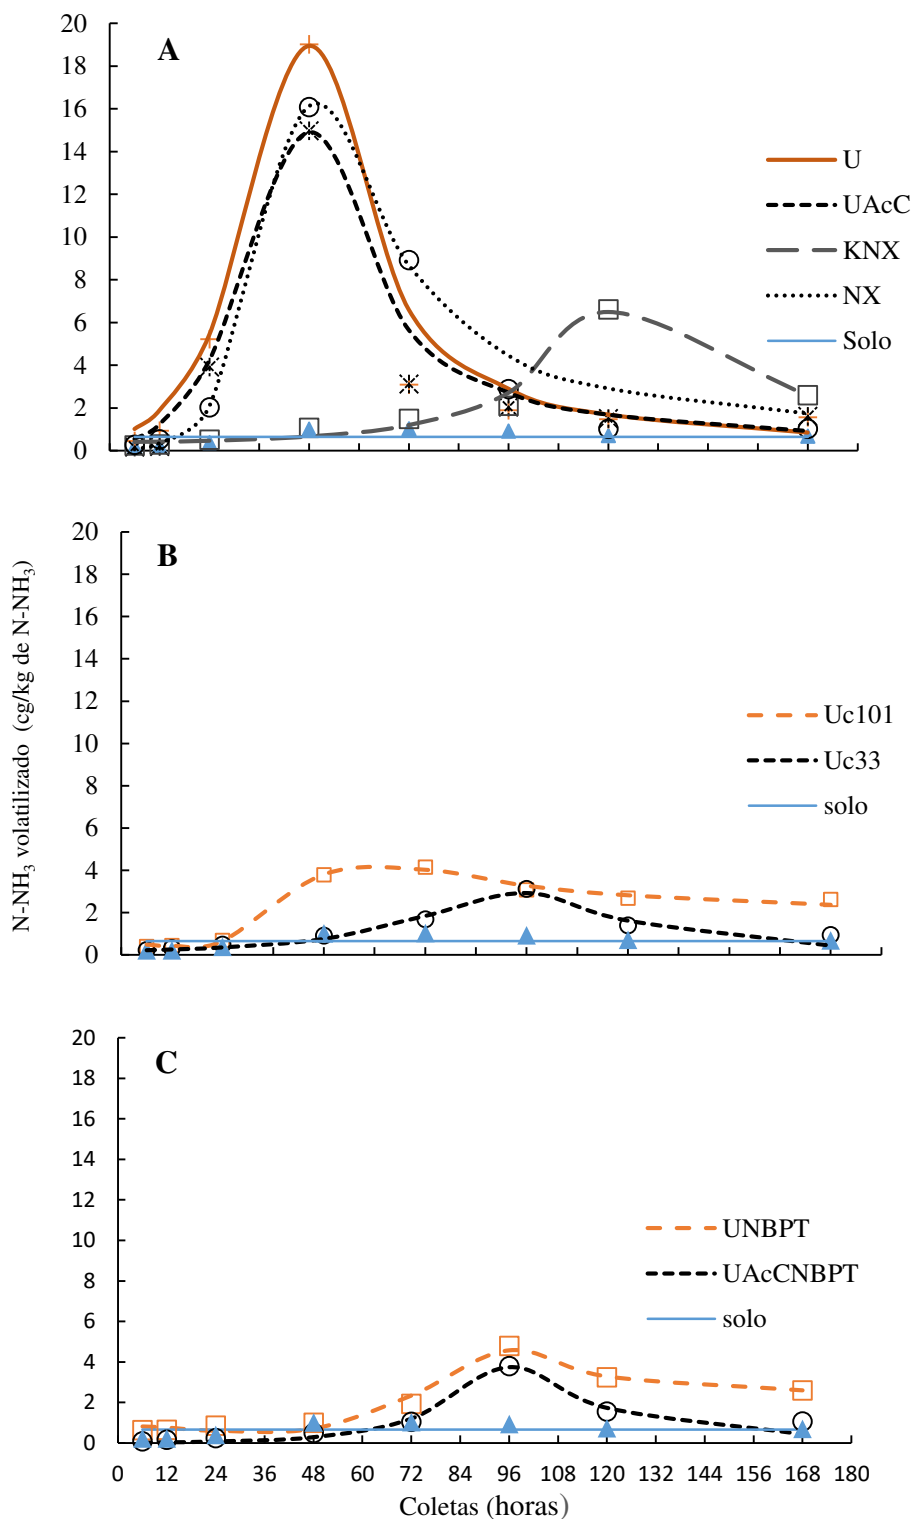 A
20
18
16
14
12
10
8
6
4
2
0
U
UAcC
KNX
NX
Solo
N-NH3 volatilizado (cg/kg de N-NH3)
B
20
18
16
14
12
10
8
6
4
2
0
Uc101
Uc33
solo
C
20
18
16
14
12
10
8
6
4
2
0
UNBPT
UAcCNBPT
solo
0 12 24 36 48 60 72 84 96 108 120 132 144 156 168 180
Coletas (horas)